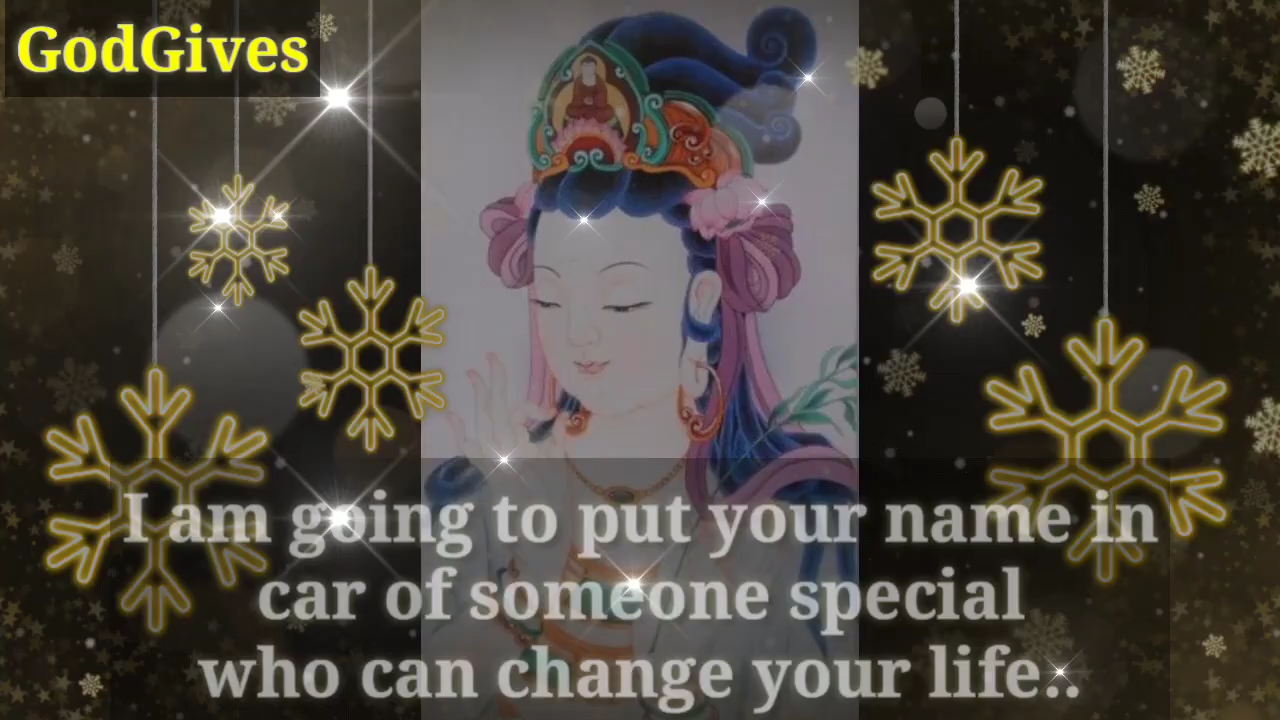 GodGives
I am going to put your name in
car of someone special
who can change your life..